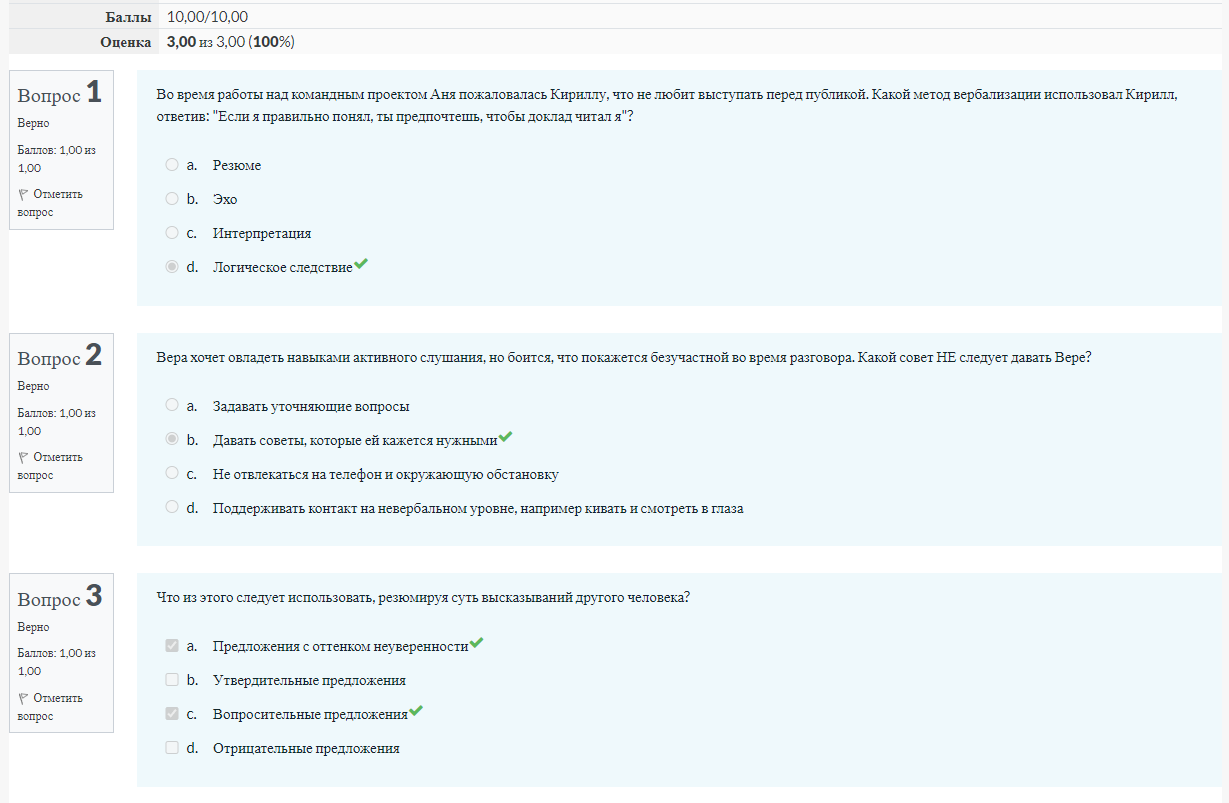 Баллы 10,00/10,00
Оценка 3,00 из 3,00 (100%)
Вопрос 1
Верно
Баллов: 1,00 из
1,00
Отметить
вопрос
Во время работы над командным проектом Аня пожаловалась Кириллу, что не любит выступать перед публикой. Какой метод вербализации использовал Кирилл,
ответив: "Если я правильно понял, ты предпочтешь, чтобы доклад читал я"?
a. Резюме
b. Эхо
c. Интерпретация
d. Логическое следствие
Вопрос 2
Верно
Баллов: 1,00 из
1,00
Отметить
вопрос
Вера хочет овладеть навыками активного слушания, но боится, что покажется безучастной во время разговора. Какой совет НЕ следует давать Вере?
a. Задавать уточняющие вопросы
b. Давать советы, которые ей кажется нужными
c. Не отвлекаться на телефон и окружающую обстановку
d. Поддерживать контакт на невербальном уровне, например кивать и смотреть в глаза
Вопрос 3
Верно
Баллов: 1,00 из
1,00
Отметить
вопрос
Что из этого следует использовать, резюмируя суть высказываний другого человека?
a. Предложения с оттенком неуверенности
b. Утвердительные предложения
c. Вопросительные предложения
d. Отрицательные предложения